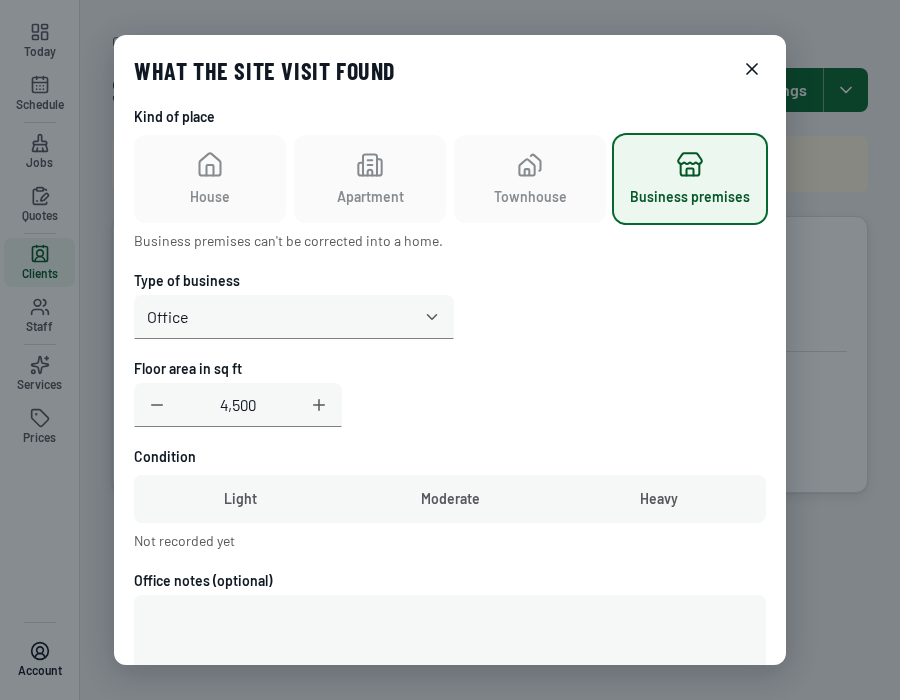 Today
Schedule
Jobs
Quotes
Clients
Staff
Services
Prices
Account
WHAT THE SITE VISIT FOUND
Kind of place
House
Apartment
Townhouse
Business premises
Business premises can't be corrected into a home.
Type of business
Office
Floor area in sq ft
4,500
Condition
Light
Moderate
Heavy
Not recorded yet
Office notes (optional)